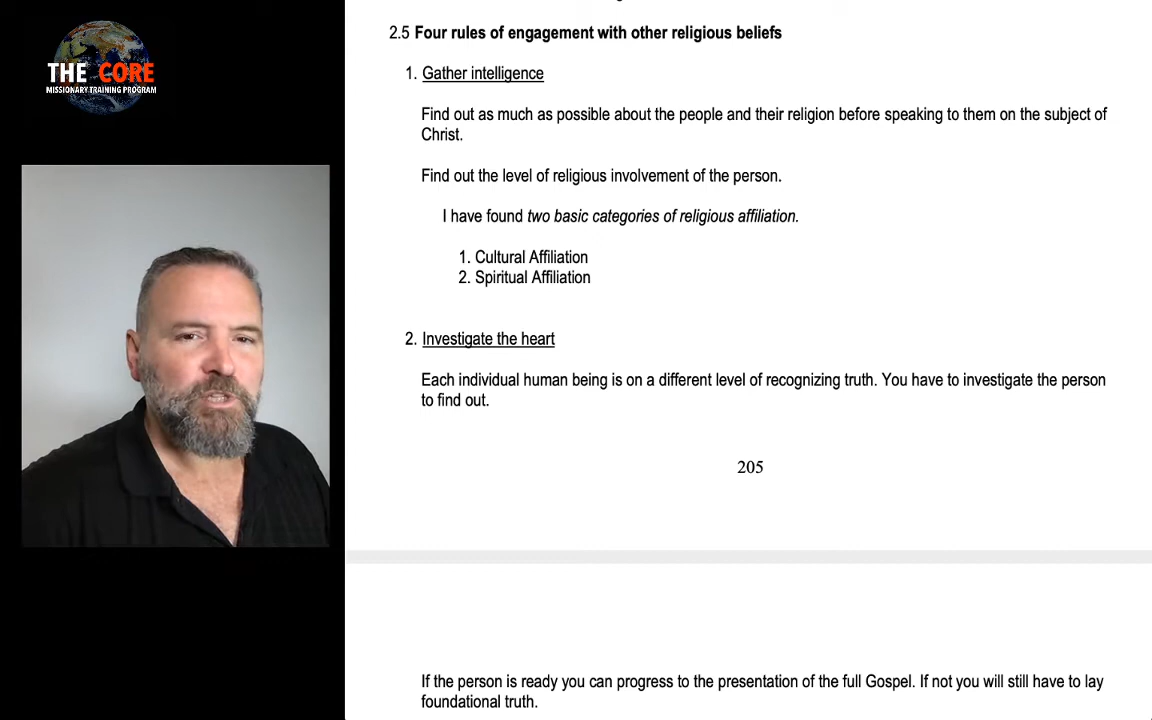 THE CORE
MISSIONARY TRAINING PROGRAM
2.5 Four rules of engagement with other religious beliefs
1. Gather intelligence
Find out as much as possible about the people and their religion before speaking to them on the subject of
Christ.
Find out the level of religious involvement of the person.
I have found two basic categories of religious affiliation.
1. Cultural Affiliation
2. Spiritual Affiliation
2. Investigate the heart
Each individual human being is on a different level of recognizing truth. You have to investigate the person
to find out.
205
If the person is ready you can progress to the presentation of the full Gospel. If not you will still have to lay
foundational truth.